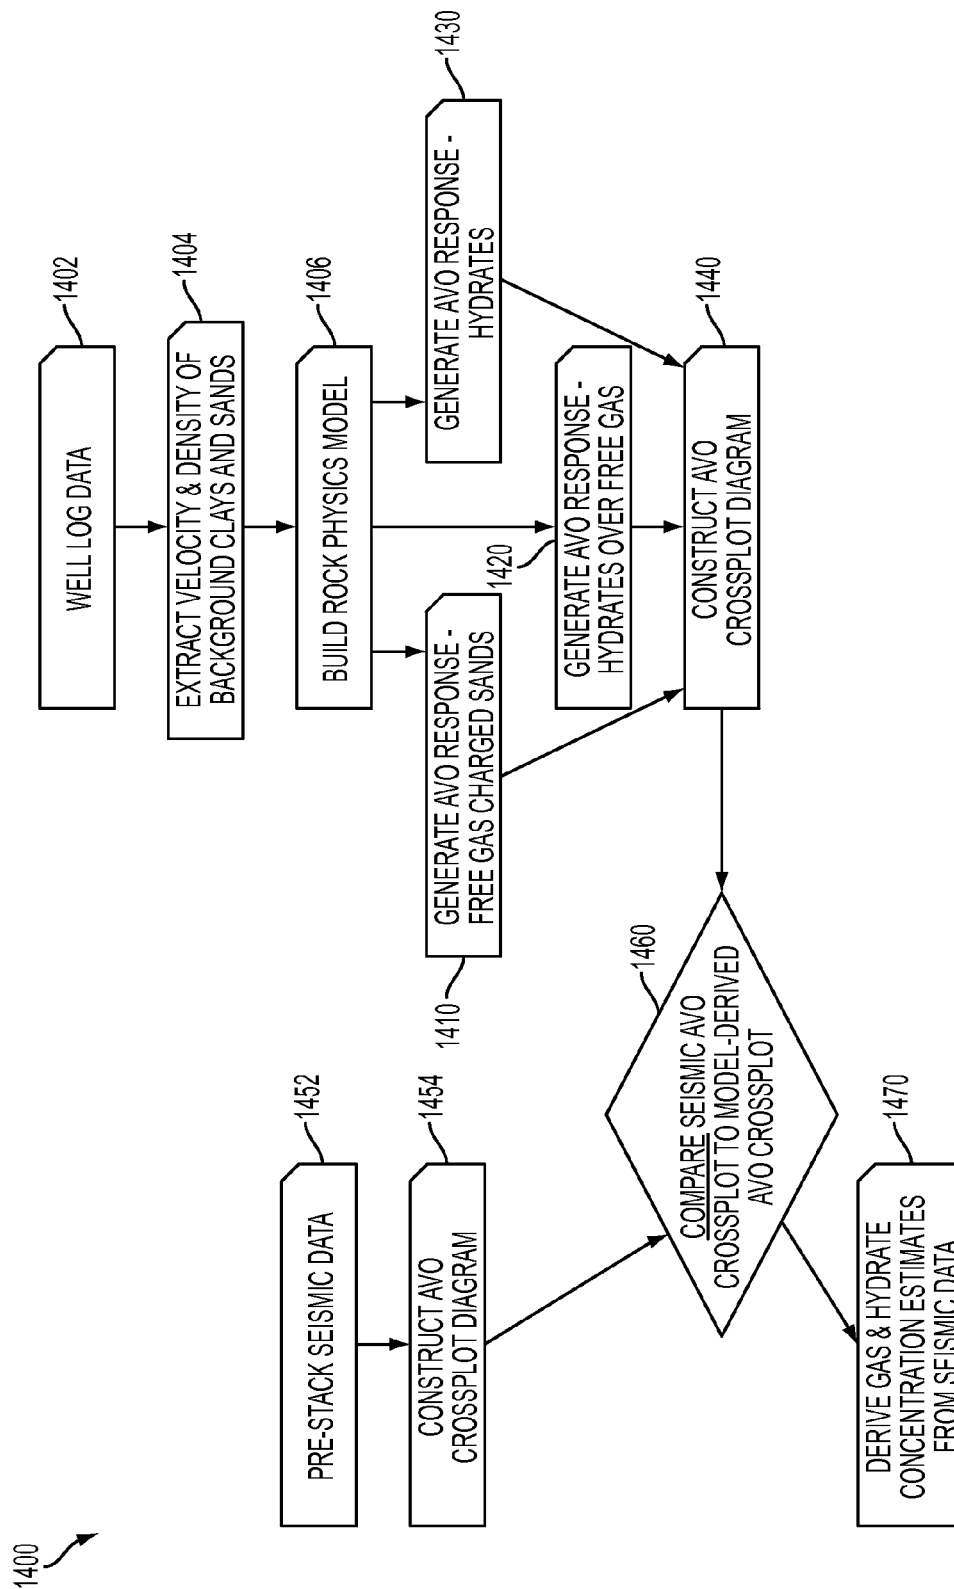 1400
WELL LOG DATA
1402
EXTRACT VELOCITY & DENSITY OF
BACKGROUND CLAYS AND SANDS
1404
BUILD ROCK PHYSICS MODEL
1406
GENERATE AVO RESPONSE -
FREE GAS CHARGED SANDS
1410
GENERATE AVO RESPONSE -
HYDRATES
1430
1420
GENERATE AVO RESPONSE -
HYDRATES OVER FREE GAS
CONSTRUCT AVO
CROSSPLOT DIAGRAM
1440
PRE-STACK SEISMIC DATA
1452
CONSTRUCT AVO
CROSSPLOT DIAGRAM
1454
COMPARE SEISMIC AVO
CROSSPLOT TO MODEL-DERIVED
AVO CROSSPLOT
1460
DERIVE GAS & HYDRATE
CONCENTRATION ESTIMATES
FROM SEISMIC DATA
1470